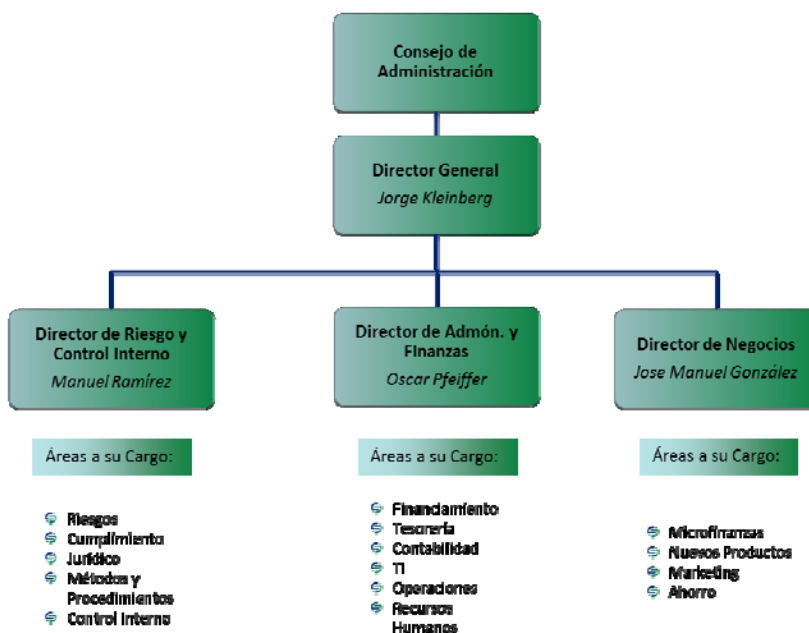 Consejo de
Administración
Director General
Jorge Kleinberg
Director de Riesgo y
Control Interno
Manuel Ramírez
Director de Admón. y
Finanzas
Oscar Pfeiffer
Director de Negocios
Jose Manuel González
Áreas a su Cargo:
Riesgos
Cumplimiento
Jurídico
Métodos y
Procedimientos
Control Interno
Áreas a su Cargo:
Financiamiento
Tesorería
Contabilidad
TI
Operaciones
Recursos
Humanos
Áreas a su Cargo:
Microfinanzas
Nuevos Productos
Marketing
Ahorro